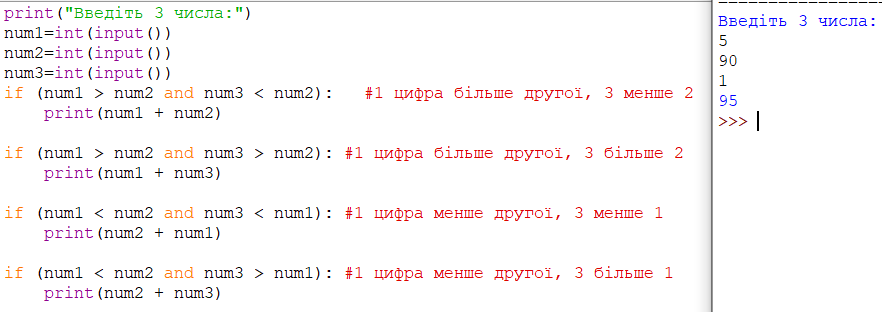 print("Введіть 3 числа:")
num1=int(input())
num2=int(input())
num3=int(input())
if (num1 > num2 and num3 < num2):   #1 цифра більше другої, 3 менше 2
    print(num1 + num2)
if (num1 > num2 and num3 > num2): #1 цифра більше другої, 3 більше 2
    print(num1 + num3)
if (num1 < num2 and num3 < num1): #1 цифра менше другої, 3 менше 1
    print(num2 + num1)
if (num1 < num2 and num3 > num1): #1 цифра менше другої, 3 більше 1
    print(num2 + num3)
Введіть 3 числа:
5
90
1
95
>>>